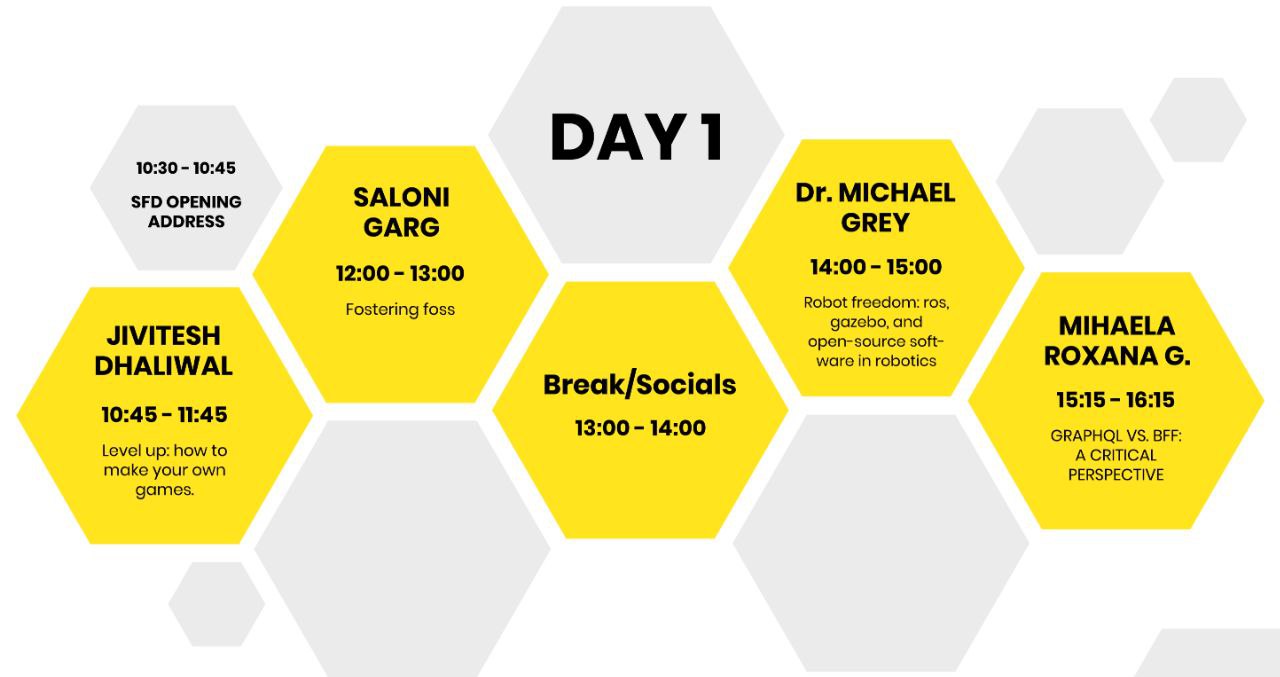 DAY 1
10:30 - 10:45
SFD OPENING
ADDRESS
JIVITESH
DHALIWAL
10:45 - 11:45
Level up: how to
make your own
games.
SALONI
GARG
12:00 - 13:00
Fostering foss
Break/Socials
13:00 - 14:00
Dr. MICHAEL
GREY
14:00 - 15:00
Robot freedom: ros,
gazebo, and
open-source soft-
ware in robotics
MIHAELA
ROXANA G.
15:15 - 16:15
GRAPHQL VS. BFF:
A CRITICAL
PERSPECTIVE